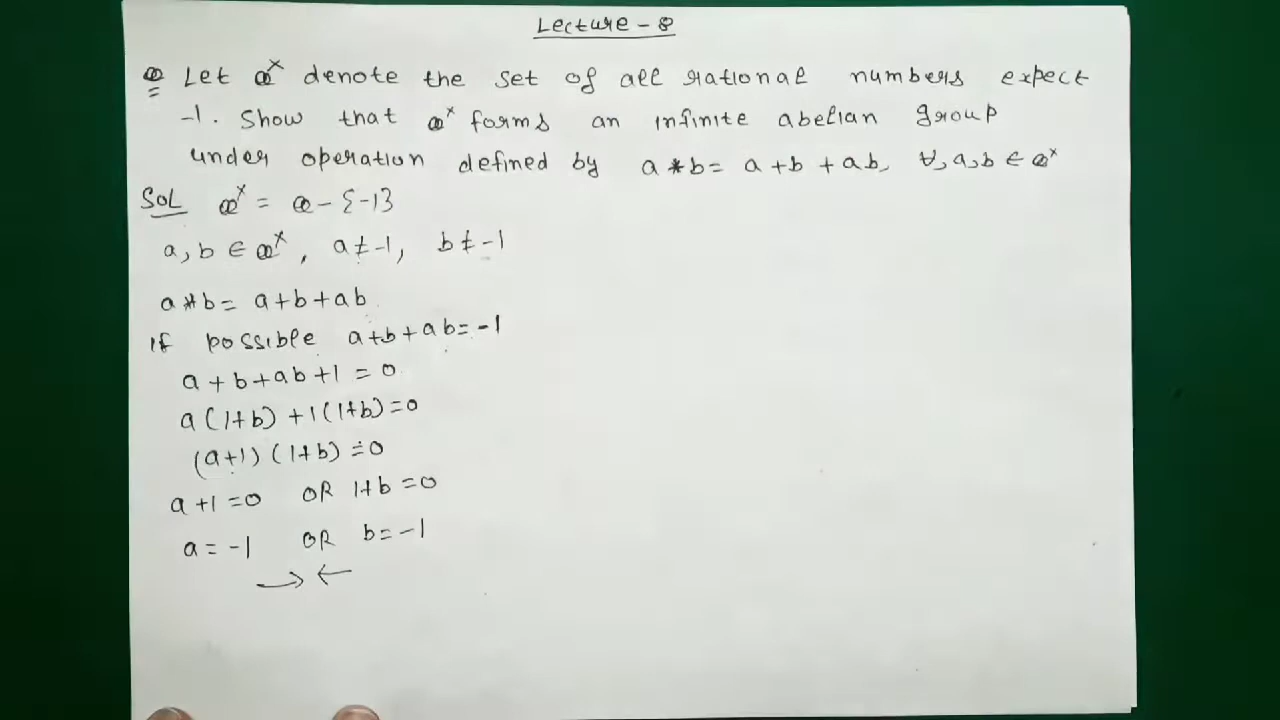 Lecture - 8
Q Let Q^x denote the set of all rational numbers expect
-1. Show that Q^x forms an infinite abelian group
under operation defined by a * b = a + b + ab, ∀, a, b ∈ Q^x
Sol Q^x = Q - {-1}
a, b ∈ Q^x, a ≠ -1, b ≠ -1
a * b = a + b + ab
If possible a + b + ab = -1
a + b + ab + 1 = 0
a (1+b) + 1 (1+b) = 0
(a+1) (1+b) = 0
a + 1 = 0 OR 1+b = 0
a = -1 OR b = -1
→ ←